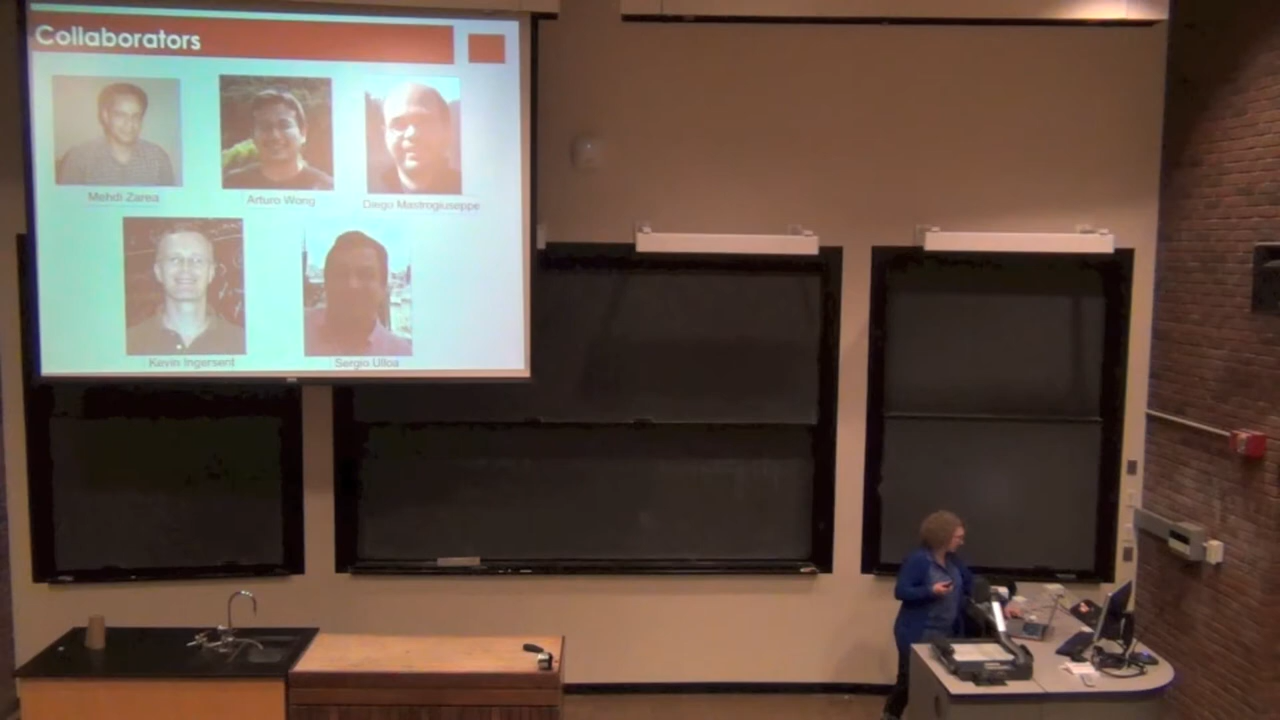 Collaborators
Mehdi Zarea
Arturo Wong
Diego Mastrogiuseppe
Kevin Ingersent
Sergio Ulloa